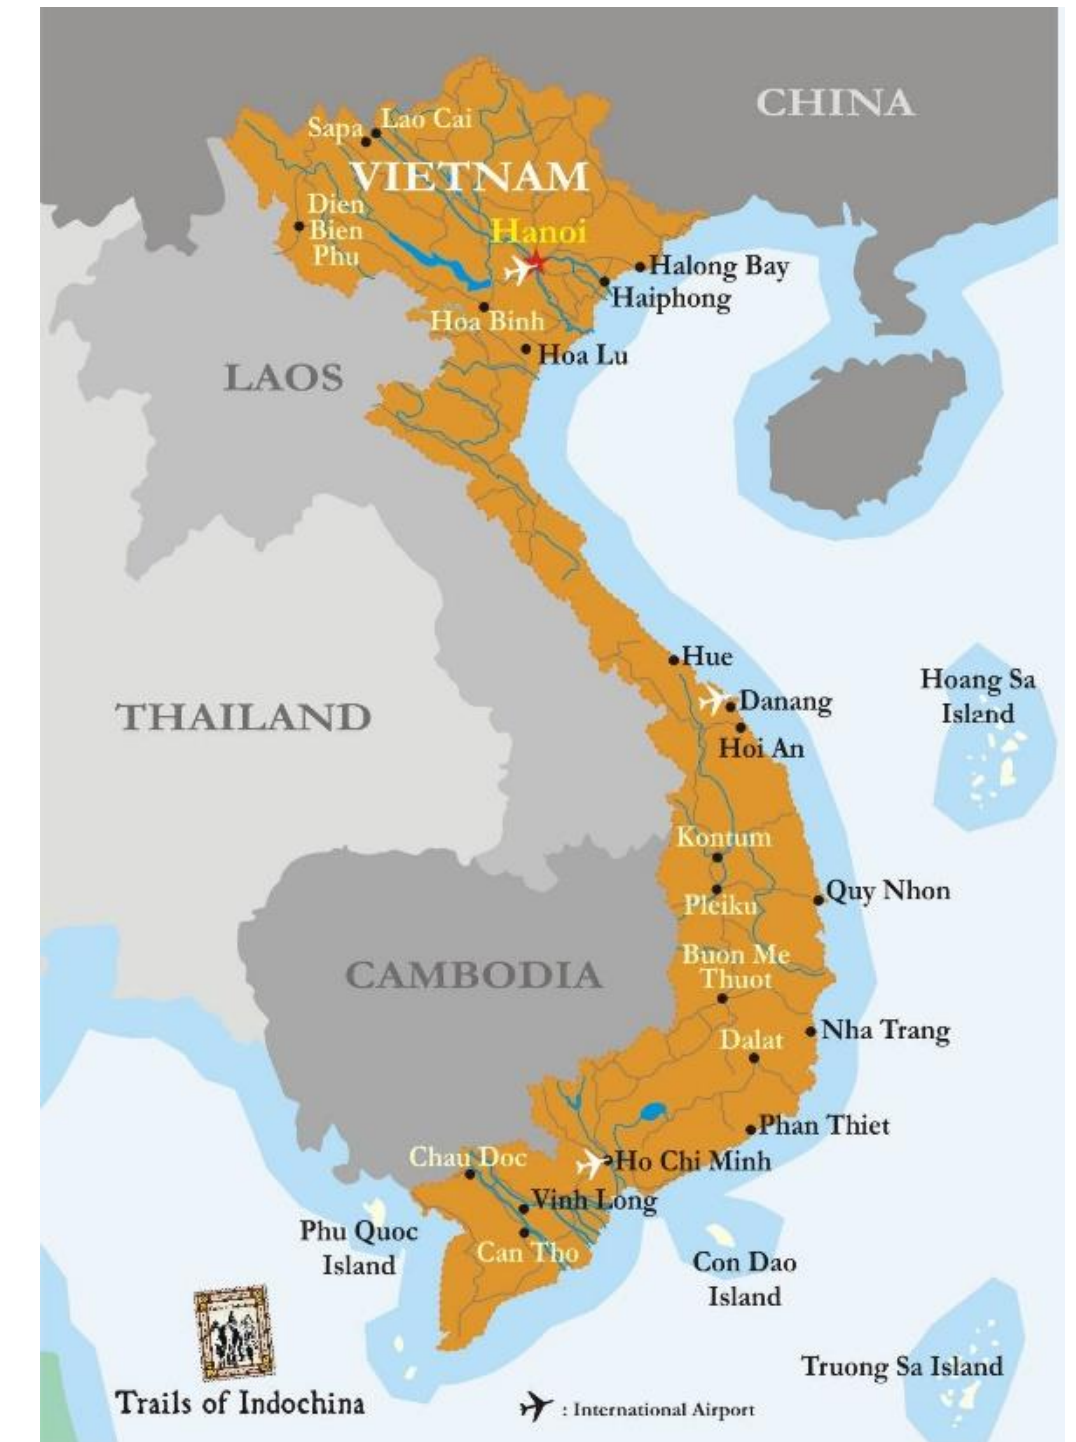 CHINA
Lao Cai
Sapa
VIETNAM
Dien
Bien
Phu
Hanoi
Halong Bay
Haiphong
Hoa Binh
Hoa Lu
LAOS
Hue
Hoang Sa
Island
Danang
THAILAND
Hoi An
Kontum
Quy Nhon
Pleiku
Buon Me
Thuot
CAMBODIA
Nha Trang
Dalat
Phan Thiet
Chau Doc
Ho Chi Minh
Vinh Long
Phu Quoc
Island
Can Tho
Con Dao
Island
Truong Sa Island
Trails of Indochina
: International Airport